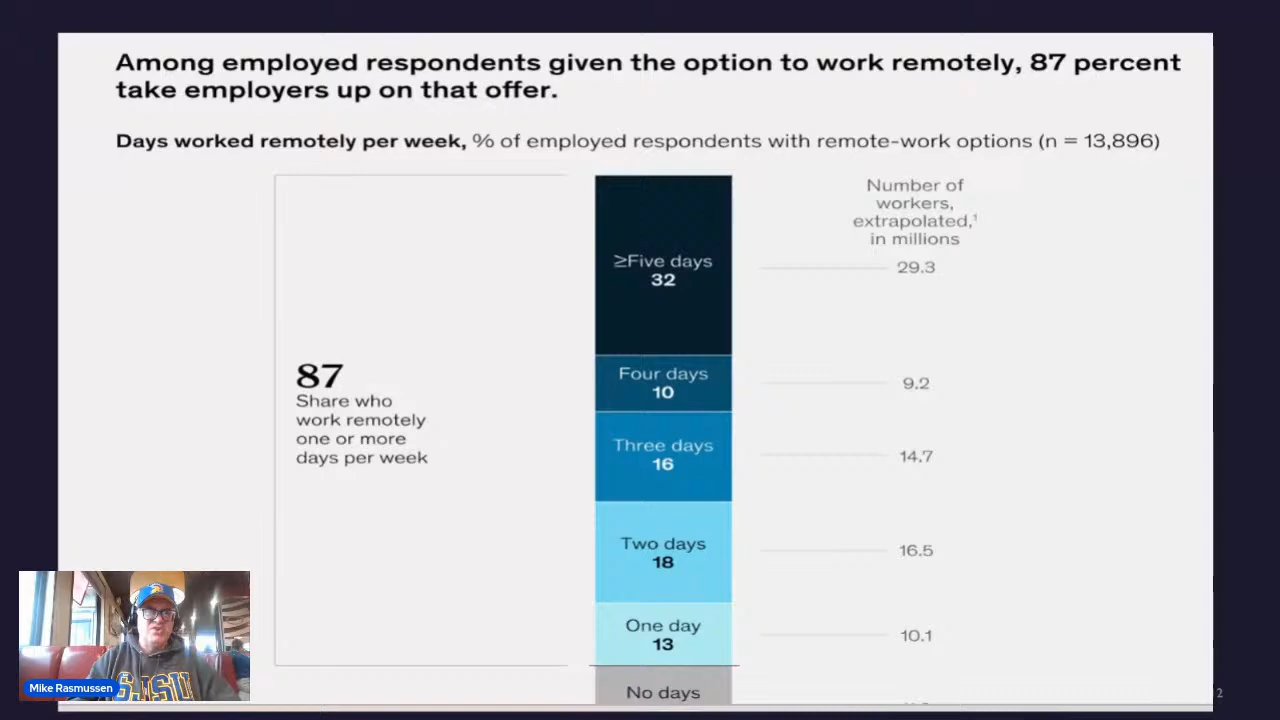 Among employed respondents given the option to work remotely, 87 percent
take employers up on that offer.
Days worked remotely per week, % of employed respondents with remote-work options (n = 13,896)
Number of
workers,
extrapolated,¹
in millions
≥Five days
32
29.3
Four days
10
9.2
87
Share who
work remotely
one or more
days per week
Three days
16
14.7
Two days
18
16.5
One day
13
10.1
No days
Mike Rasmussen
SJSU
2